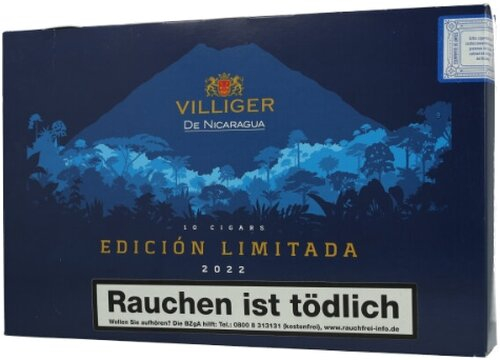 VILLIGER
DE NICARAGUA
10 CIGARS
EDICIÓN LIMITADA
2022
Rauchen ist tödlich
Wollen Sie aufhören? Die BZgA hilft: Tel.: 0800 8 313131 (kostenfrei), www.rauchfrei-info.de